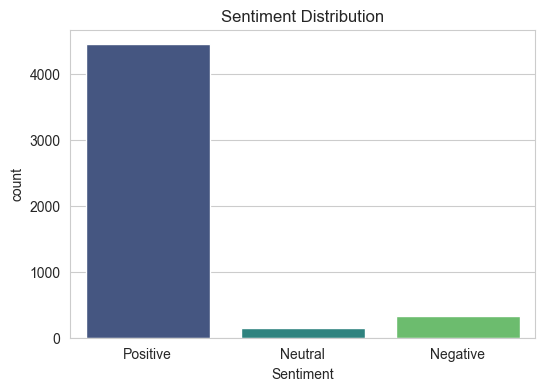 Sentiment Distribution
4000
3000
2000
1000
0
count
Positive
Neutral
Negative
Sentiment